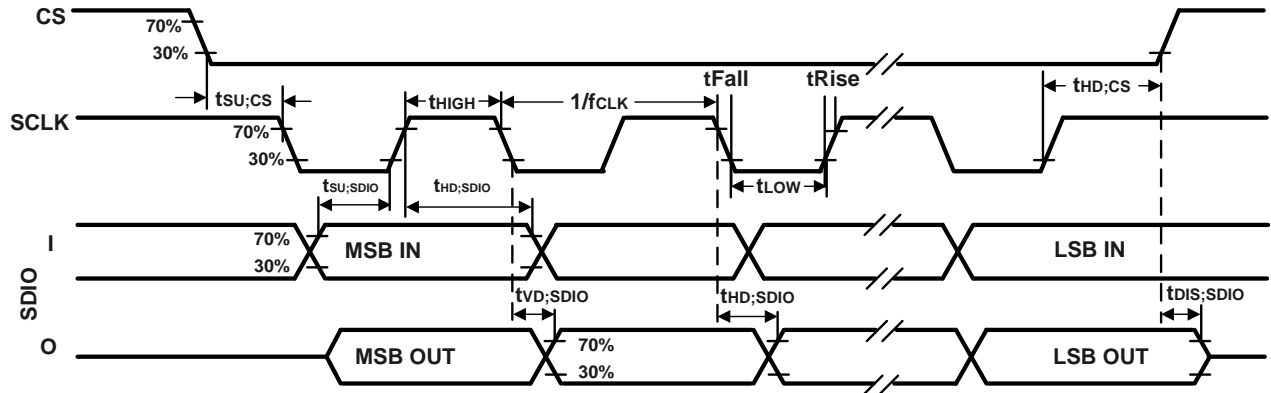 CS
70%
30%
tFall
tRise
tSU;CS
tHIGH
1/fCLK
tHD;CS
SCLK
70%
30%
tLOW
tSU;SDIO
tHD;SDIO
SDIO
I
70%
30%
MSB IN
LSB IN
tVD;SDIO
tHD;SDIO
tDIS;SDIO
O
MSB OUT
70%
30%
LSB OUT